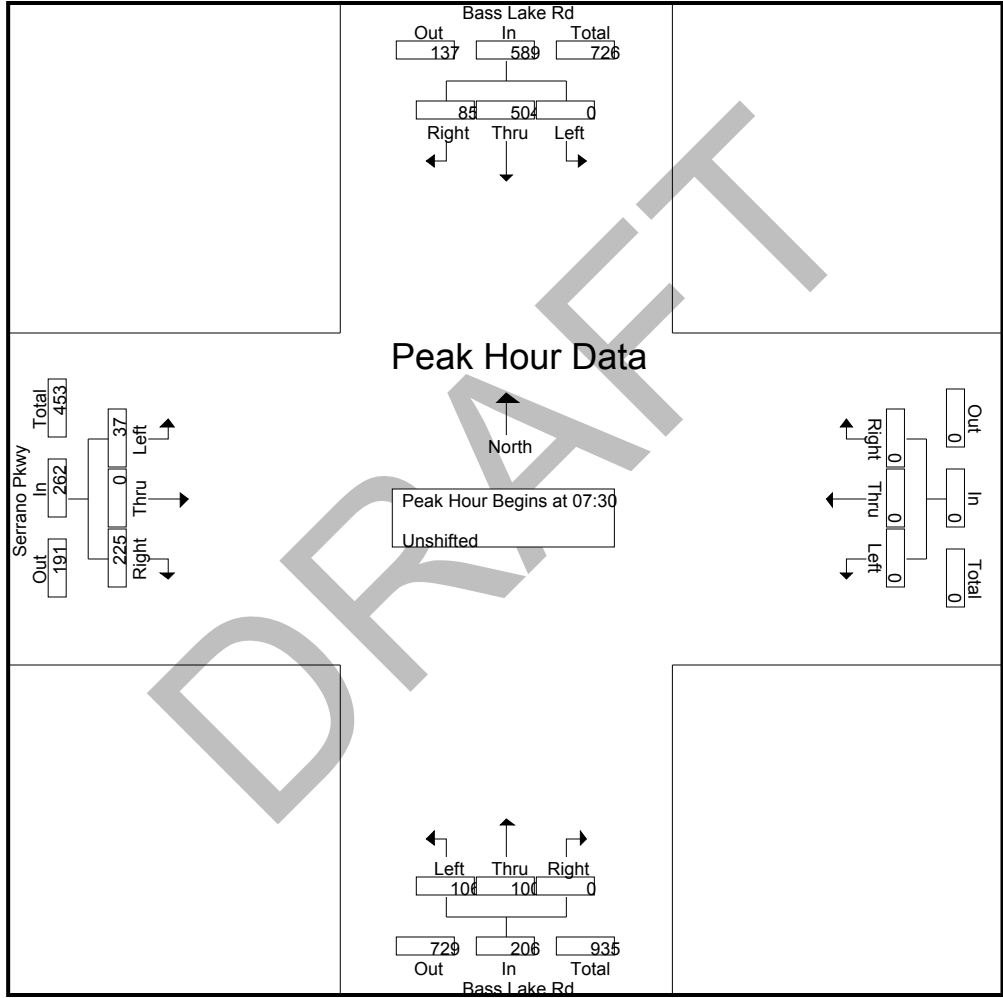 Bass Lake Rd
Out In Total
137 589 726
85 504 0
Right Thru Left
Peak Hour Data
North
Peak Hour Begins at 07:30
Unshifted
Serrano Pkwy
Total In Out
453 262 191
37 0 225
Left Thru Right
Right Thru Left
0 0 0
Out In Total
0 0 0
Left Thru Right
106 100 0
729 206 935
Out In Total
Bass Lake Rd
DRAFT